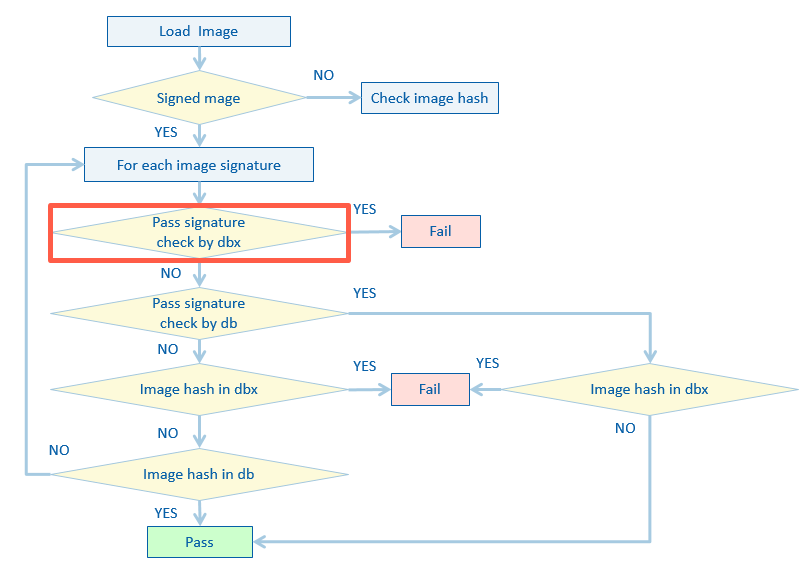 Load  Image
NO
Signed mage
Check image hash
YES
For each image signature
Pass signature
check by dbx
YES
Fail
NO
Pass signature
check by db
YES
NO
Image hash in dbx
YES
Fail
YES
Image hash in dbx
NO
NO
NO
Image hash in db
YES
Pass